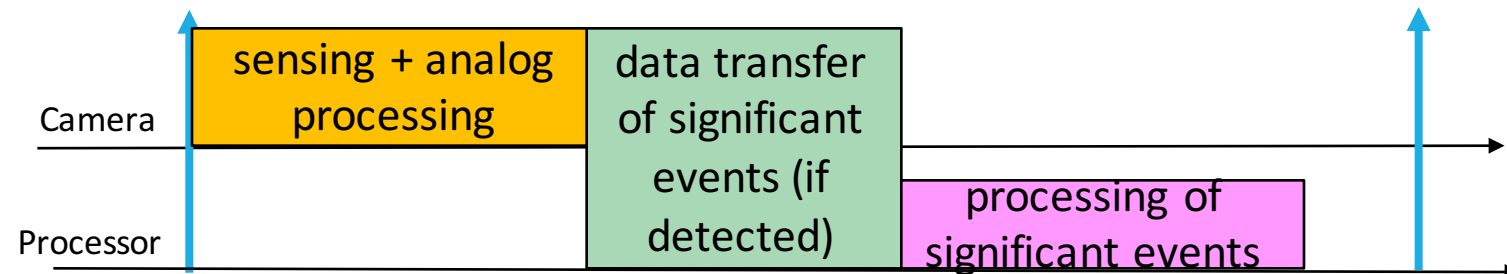 Camera
sensing + analog
processing
data transfer
of significant
events (if
detected)
Processor
processing of
significant events